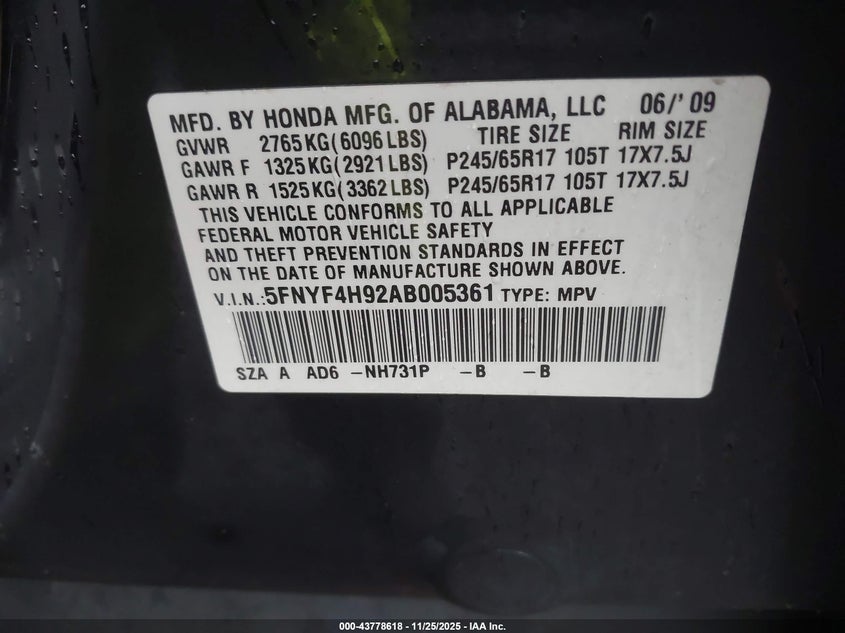 MFD. BY HONDA MFG. OF ALABAMA, LLC 06/'09
GVWR 2765KG(6096LBS) TIRE SIZE RIM SIZE
GAWR F 1325KG(2921LBS) P245/65R17 105T 17X7.5J
GAWR R 1525KG(3362LBS) P245/65R17 105T 17X7.5J
THIS VEHICLE CONFORMS TO ALL APPLICABLE
FEDERAL MOTOR VEHICLE SAFETY
AND THEFT PREVENTION STANDARDS IN EFFECT
ON THE DATE OF MANUFACTURE SHOWN ABOVE.
V.I.N.:5FNYF4H92AB005361 TYPE: MPV
SZA A AD6 -NH731P -B -B
000-43778618 - 11/25/2025 - IAA Inc.